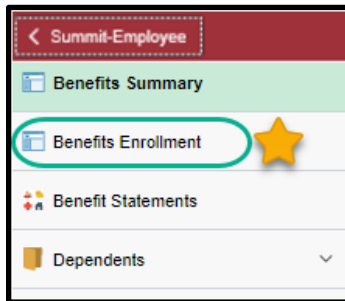 Summit-Employee
Benefits Summary
Benefits Enrollment
Benefit Statements
Dependents